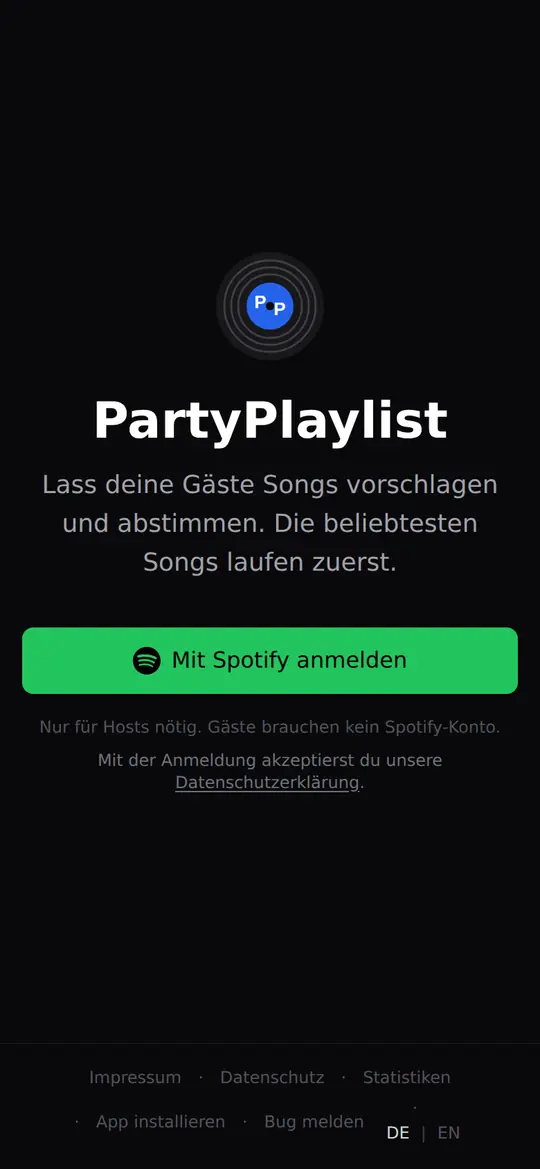 P P
PartyPlaylist
Lass deine Gäste Songs vorschlagen
und abstimmen. Die beliebtesten
Songs laufen zuerst.
Mit Spotify anmelden
Nur für Hosts nötig. Gäste brauchen kein Spotify-Konto.
Mit der Anmeldung akzeptierst du unsere
Datenschutzerklärung.
Impressum · Datenschutz · Statistiken
· App installieren · Bug melden ·
DE | EN